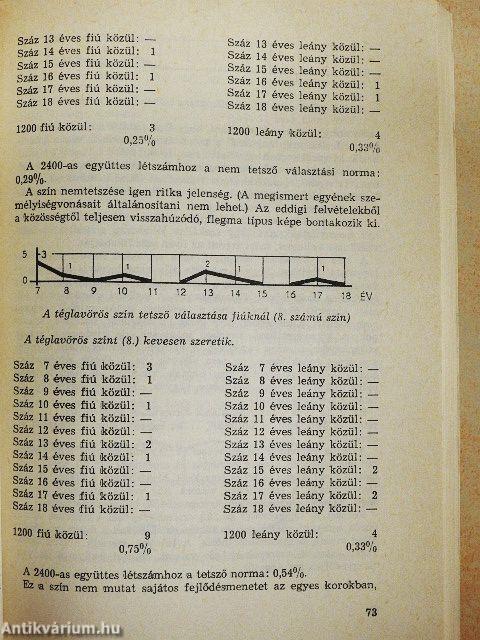 Száz 13 éves fiú közül: —
Száz 14 éves fiú közül: 1
Száz 15 éves fiú közül: —
Száz 16 éves fiú közül: 1
Száz 17 éves fiú közül: —
Száz 18 éves fiú közül: —
1200 fiú közül: 3
0,25%
Száz 13 éves leány közül: —
Száz 14 éves leány közül: —
Száz 15 éves leány közül: —
Száz 16 éves leány közül: 1
Száz 17 éves leány közül: 1
Száz 18 éves leány közül: —
1200 leány közül: 4
0,33%
A 2400-as együttes létszámhoz a nem tetsző választási norma:
0,29%.
A szín nemtetszése igen ritka jelenség. (A megismert egyének sze-
mélyiségvonásait általánosítani nem lehet.) Az eddigi felvételekből
a közösségtől teljesen visszahúzódó, flegma típus képe bontakozik ki.
5 3 1 1 2 1 1
0
7 8 9 10 11 12 13 14 15 16 17 18 ÉV
A téglavörös szín tetsző választása fiúknál (8. számú szín)
A téglavörös színt (8.) kevesen szeretik.
Száz 7 éves fiú közül: 3
Száz 8 éves fiú közül: 1
Száz 9 éves fiú közül: —
Száz 10 éves fiú közül: 1
Száz 11 éves fiú közül: —
Száz 12 éves fiú közül: —
Száz 13 éves fiú közül: 2
Száz 14 éves fiú közül: 1
Száz 15 éves fiú közül: —
Száz 16 éves fiú közül: —
Száz 17 éves fiú közül: 1
Száz 18 éves fiú közül: —
1200 fiú közül: 9
0,75%
Száz 7 éves leány közül: —
Száz 8 éves leány közül: —
Száz 9 éves leány közül: —
Száz 10 éves leány közül: —
Száz 11 éves leány közül: —
Száz 12 éves leány közül: —
Száz 13 éves leány közül: —
Száz 14 éves leány közül: —
Száz 15 éves leány közül: 2
Száz 16 éves leány közül: —
Száz 17 éves leány közül: 2
Száz 18 éves leány közül: —
1200 leány közül: 4
0,33%
A 2400-as együttes létszámhoz a tetsző norma: 0,54%.
Ez a szín nem mutat sajátos fejlődésmenetet az egyes korokban,
73
Antikvárium.hu